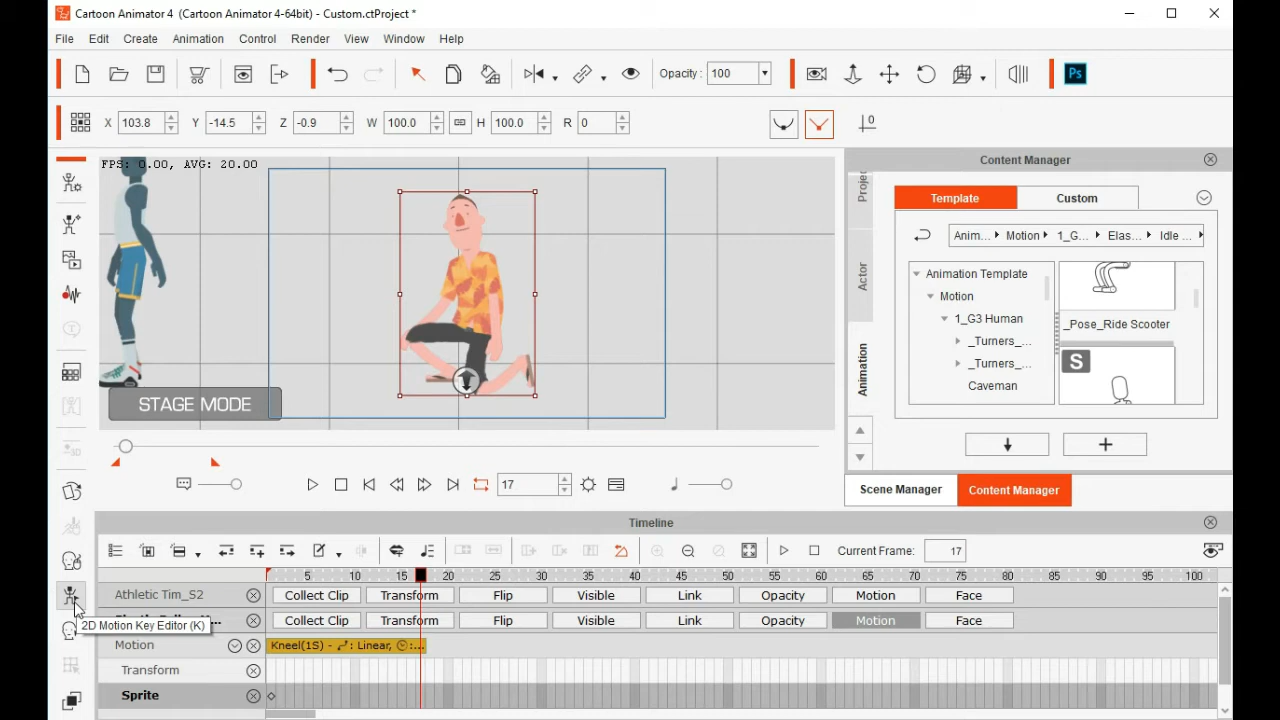 Cartoon Animator 4 (Cartoon Animator 4-64bit) - Custom.ctProject *
File Edit Create Animation Control Render View Window Help
Opacity : 100 Ps
X 103.8 Y -14.5 Z -0.9 W 100.0 H 100.0 R 0
FPS: 0.00, AVG: 20.00
STAGE MODE
Content Manager
Actor
Animation
Template Custom
Anim... Motion 1_G... Elas... Idle ...
Animation Template
Motion
1_G3 Human
_Turners_...
_Turners_...
Caveman
_Pose_Ride Scooter
S
Scene Manager Content Manager
17
Timeline
Current Frame: 17
5 10 15 20 25 30 35 40 45 50 55 60 65 70 75 80 85 90 95 100
Athletic Tim_S2 Collect Clip Transform Flip Visible Link Opacity Motion Face
Collect Clip Transform Flip Visible Link Opacity Motion Face
2D Motion Key Editor (K)
Motion Kneel(1S) - : Linear, :...
Transform
Sprite